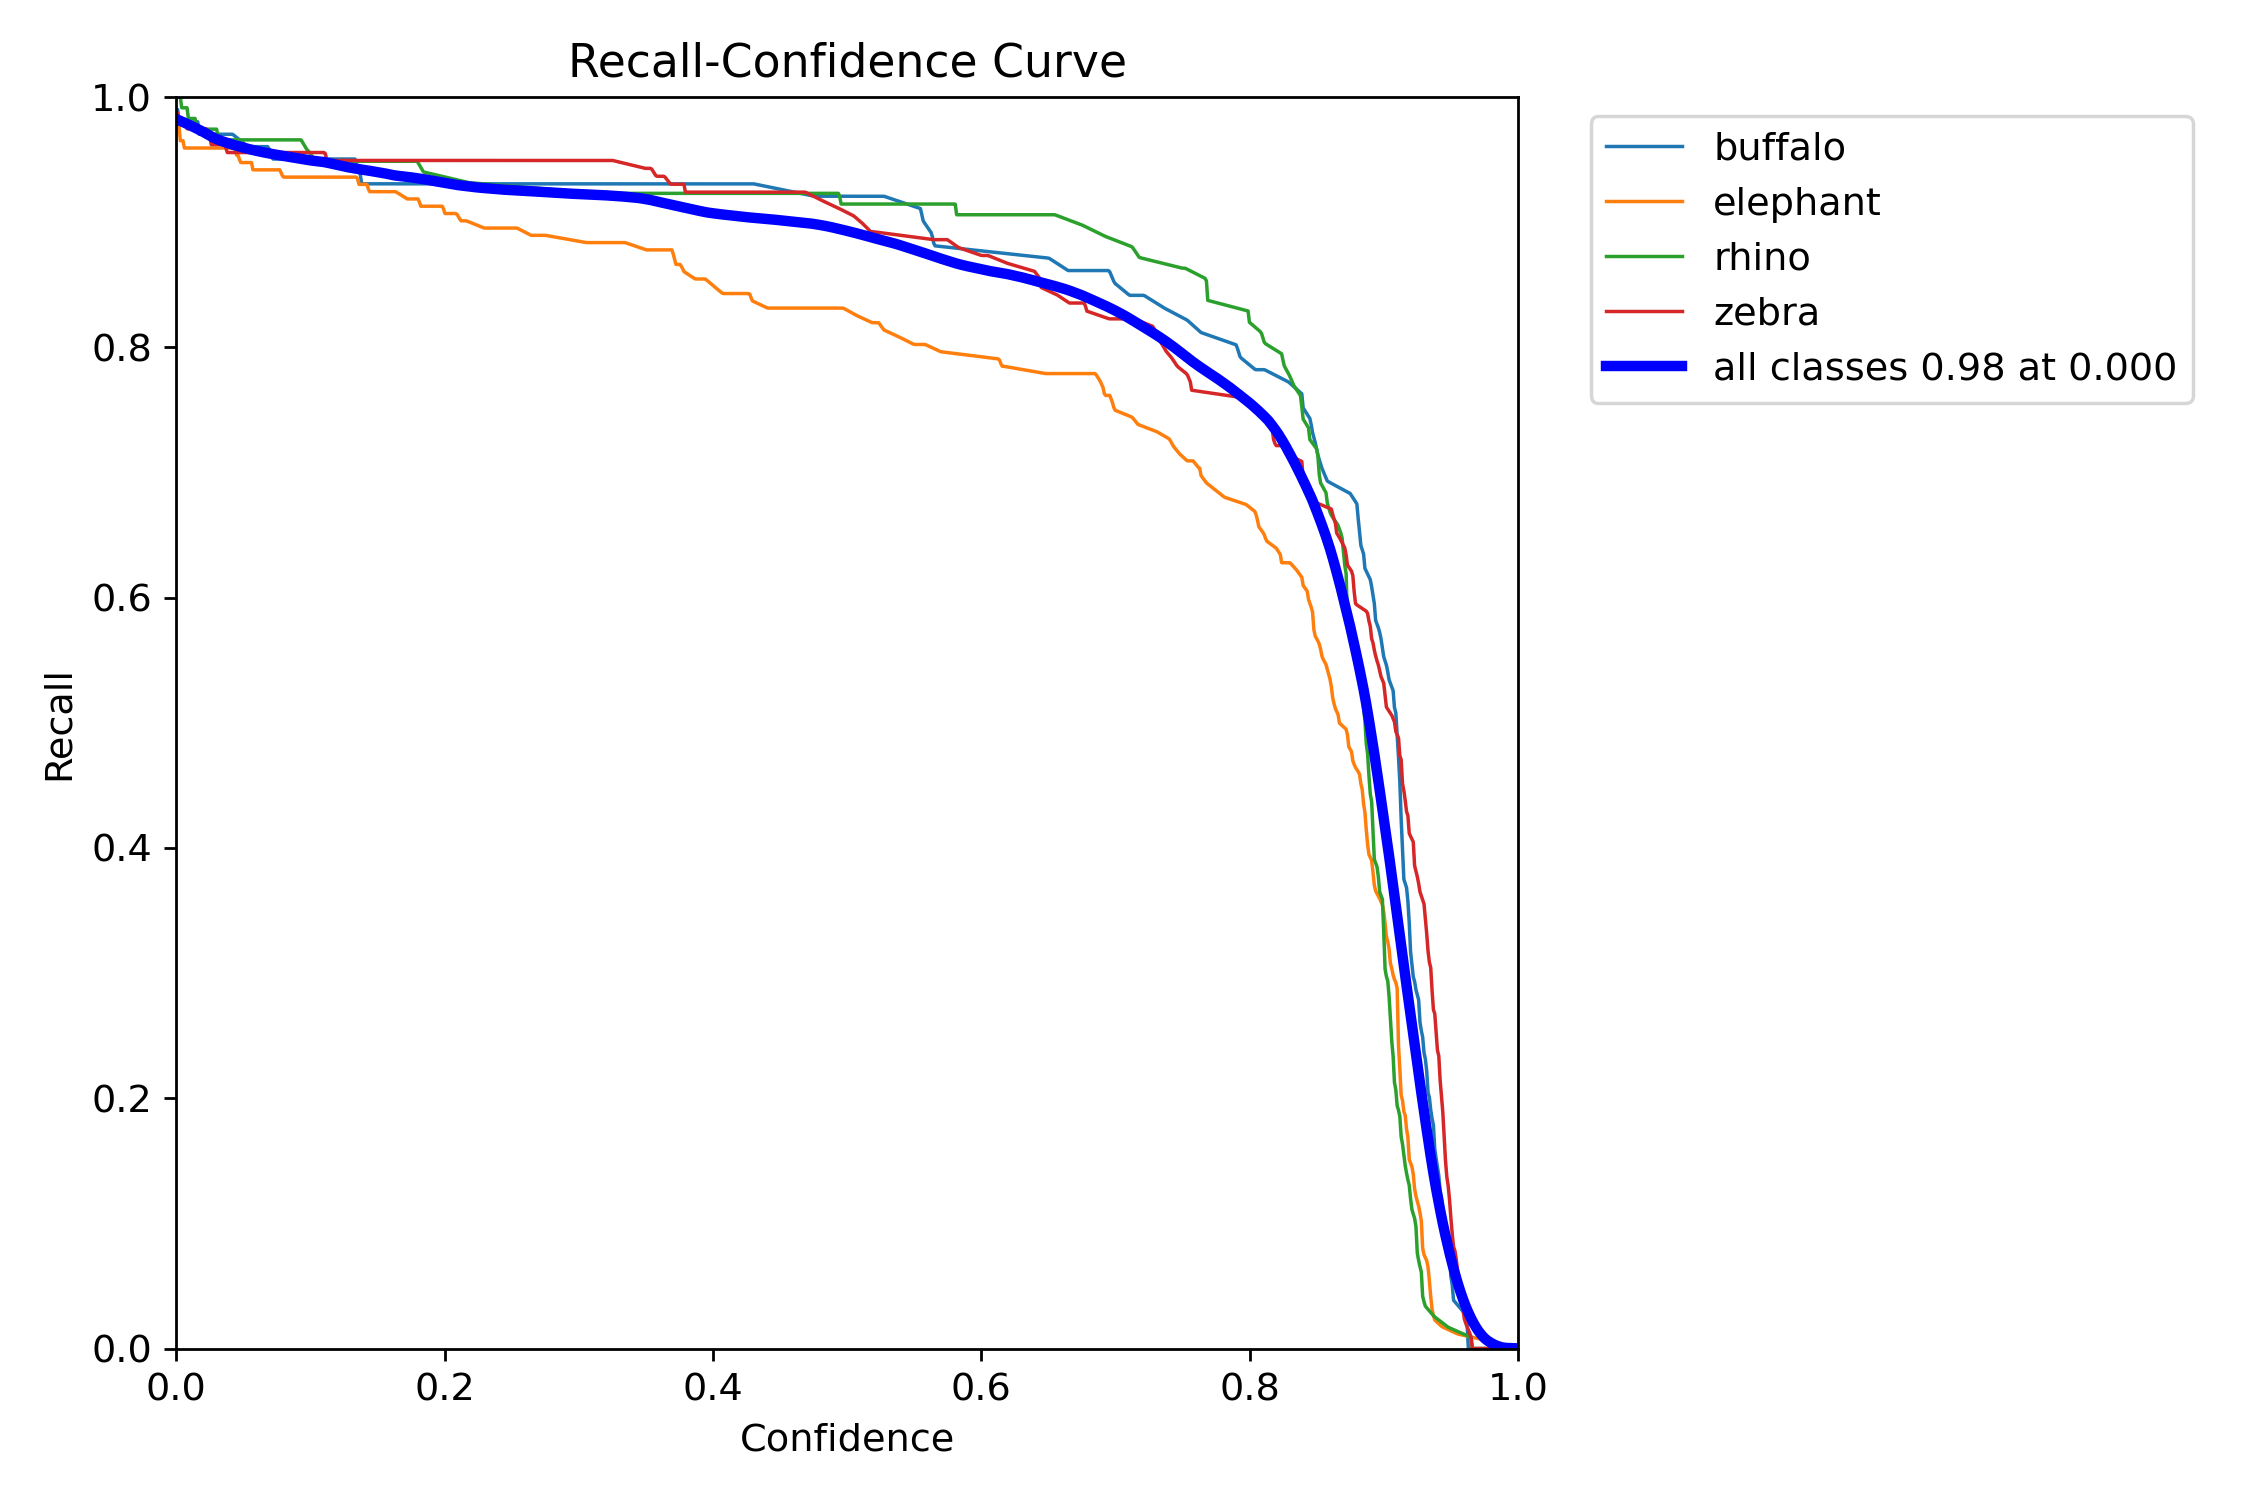 Recall-Confidence Curve
1.0
0.8
0.6
0.4
0.2
0.0
Recall
0.0 0.2 0.4 0.6 0.8 1.0
Confidence
buffalo
elephant
rhino
zebra
all classes 0.98 at 0.000